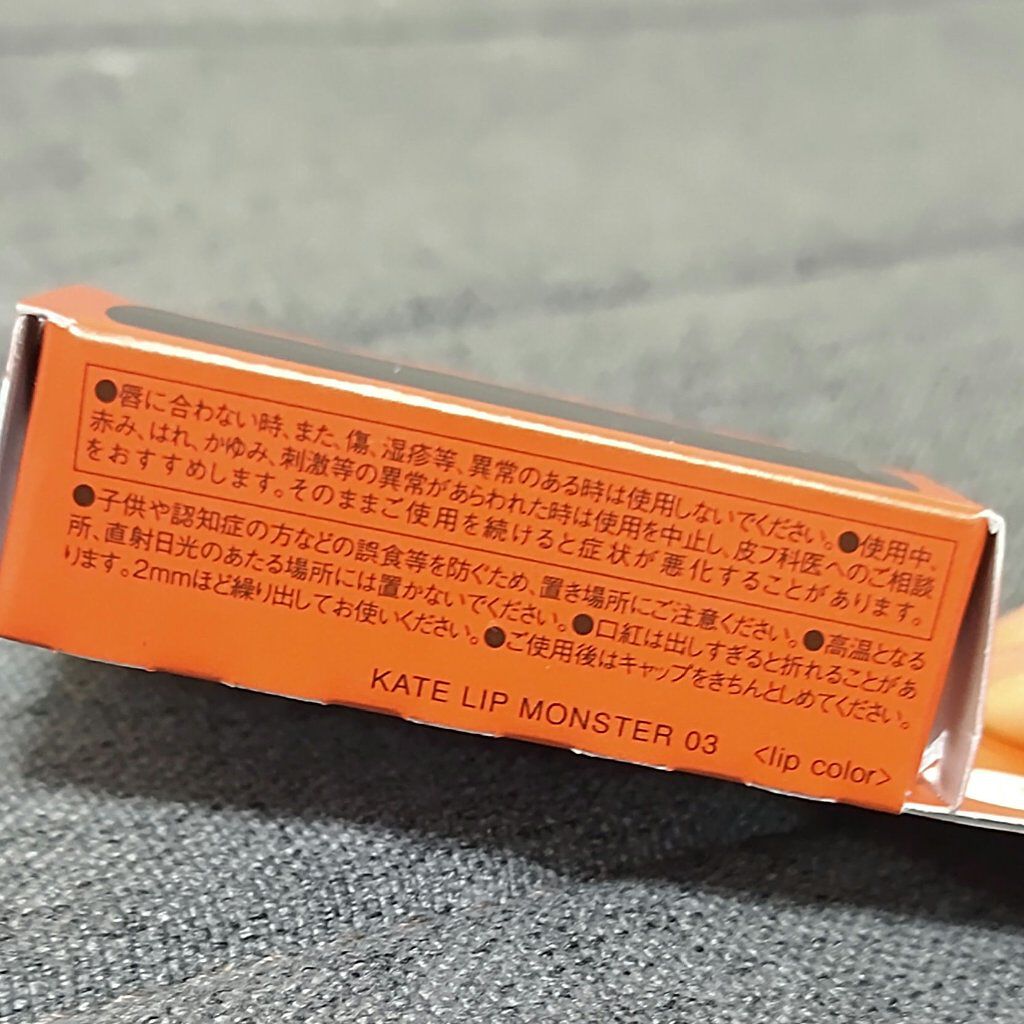 ●唇に合わない時、また、傷、湿疹等、異常のある時は使用しないでください。●使用中、
赤み、はれ、かゆみ、刺激等の異常があらわれた時は使用を中止し、皮フ科医へのご相談
をおすすめします。そのままご使用を続けると症状が悪化することがあります。
●子供や認知症の方などの誤食等を防ぐため、置き場所にご注意ください。●高温となる
所、直射日光のあたる場所には置かないでください。●口紅は出しすぎると折れることがあ
ります。2mmほど繰り出してお使いください。●ご使用後はキャップをきちんとしめてください。
KATE LIP MONSTER 03 <lip color>